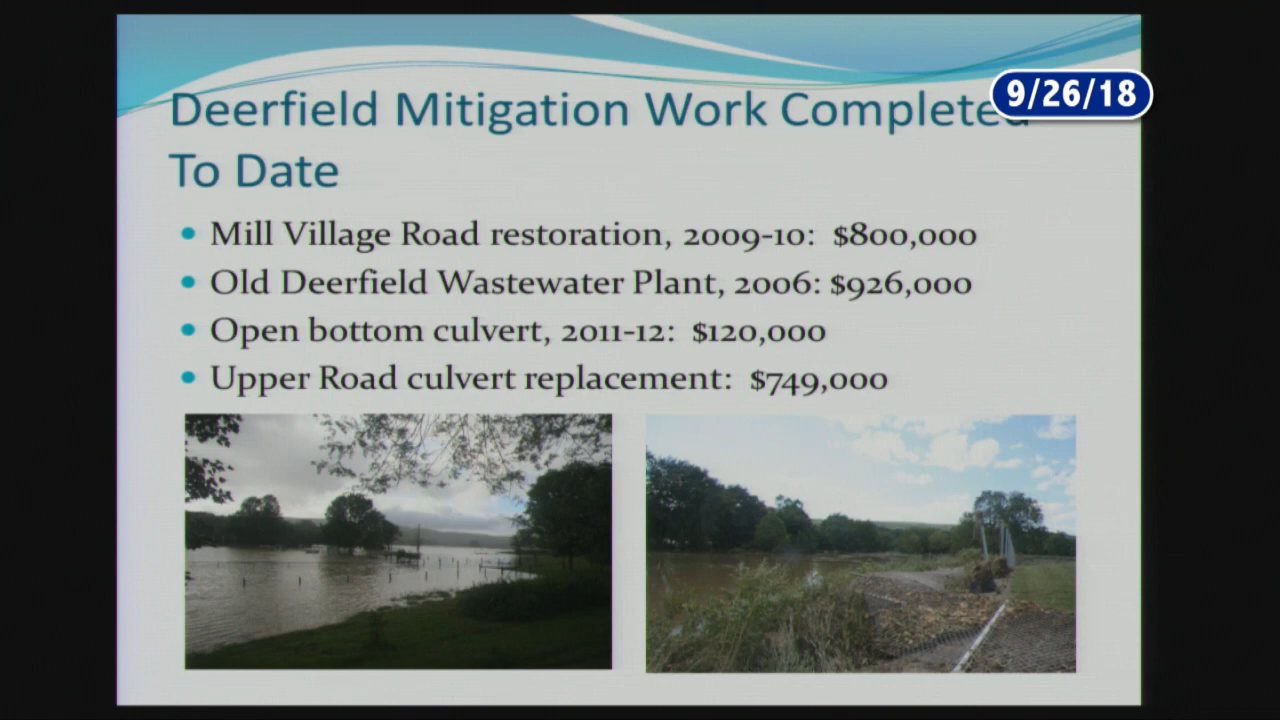 9/26/18
Deerfield Mitigation Work Completed
To Date
• Mill Village Road restoration, 2009-10: $800,000
• Old Deerfield Wastewater Plant, 2006: $926,000
• Open bottom culvert, 2011-12: $120,000
• Upper Road culvert replacement: $749,000